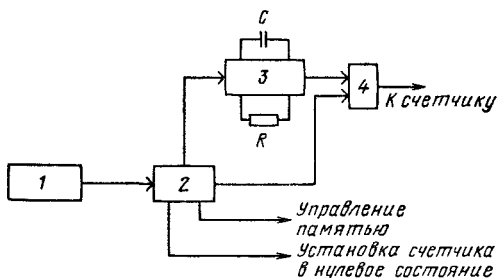 C
3
4
К счетчику
R
1
2
Управление
памятью
Установка счетчика
в нулевое состояние